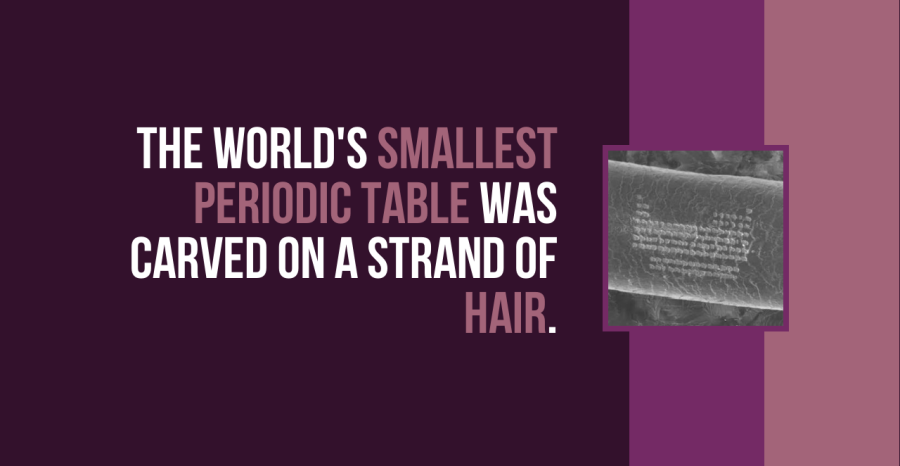 THE WORLD'S SMALLEST
PERIODIC TABLE WAS
CARVED ON A STRAND OF
HAIR.